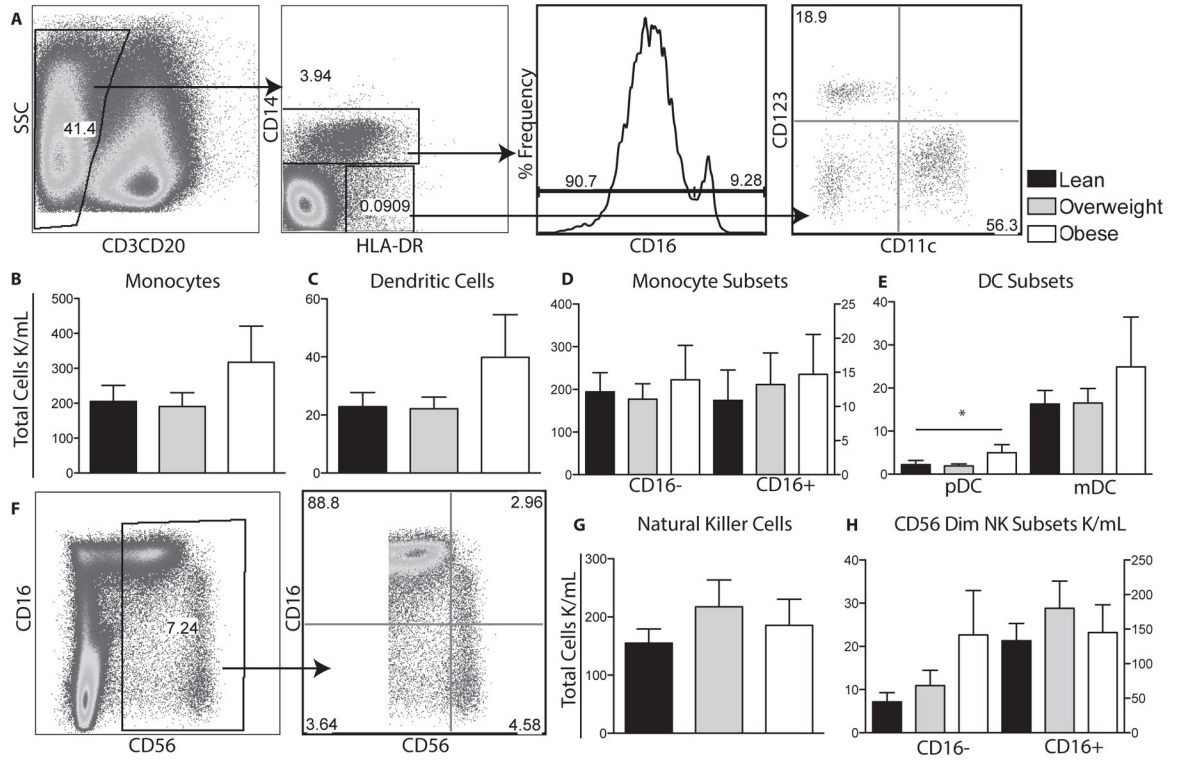 A
SSC
41.4
CD3CD20
CD14
3.94
0.0909
HLA-DR
% Frequency
90.7
9.28
CD16
CD123
18.9
56.3
CD11c
Lean
Overweight
Obese
B
Monocytes
Total Cells K/mL
500
400
300
200
100
0
C
Dendritic Cells
60
40
20
0
D
Monocyte Subsets
400
300
200
100
0
25
20
15
10
5
0
CD16-
CD16+
E
DC Subsets
40
30
20
10
0
*
pDC
mDC
F
CD16
7.24
CD56
CD16
88.8
2.96
3.64
4.58
CD56
G
Natural Killer Cells
Total Cells K/mL
300
200
100
0
H
CD56 Dim NK Subsets K/mL
40
30
20
10
0
250
200
150
100
50
0
CD16-
CD16+